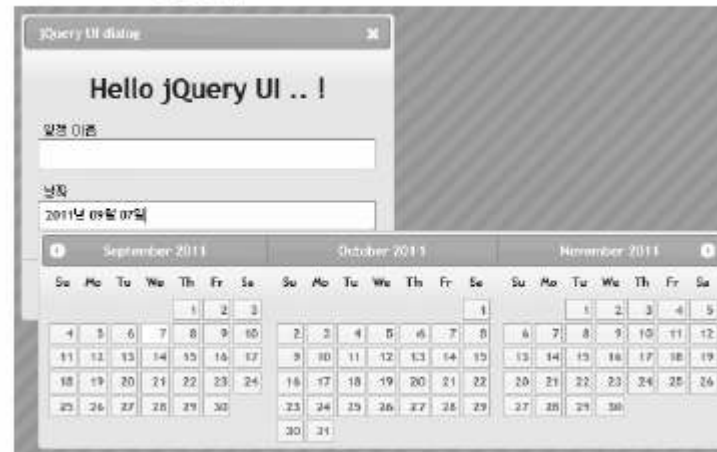 jQuery UI dialog
Hello jQuery UI .. !
일정 이름
날짜
2011년 09월 07일
September 2011 October 2011 November 2011
Su Mo Tu We Th Fr Sa Su Mo Tu We Th Fr Sa Su Mo Tu We Th Fr Sa
1 2 3 1 1 2 3 4 5
4 5 6 7 8 9 10 2 3 4 5 6 7 8 6 7 8 9 10 11 12
11 12 13 14 15 16 17 9 10 11 12 13 14 15 13 14 15 16 17 18 19
18 19 20 21 22 23 24 16 17 18 19 20 21 22 20 21 22 23 24 25 26
25 26 27 28 29 30 23 24 25 26 27 28 29 27 28 29 30
30 31